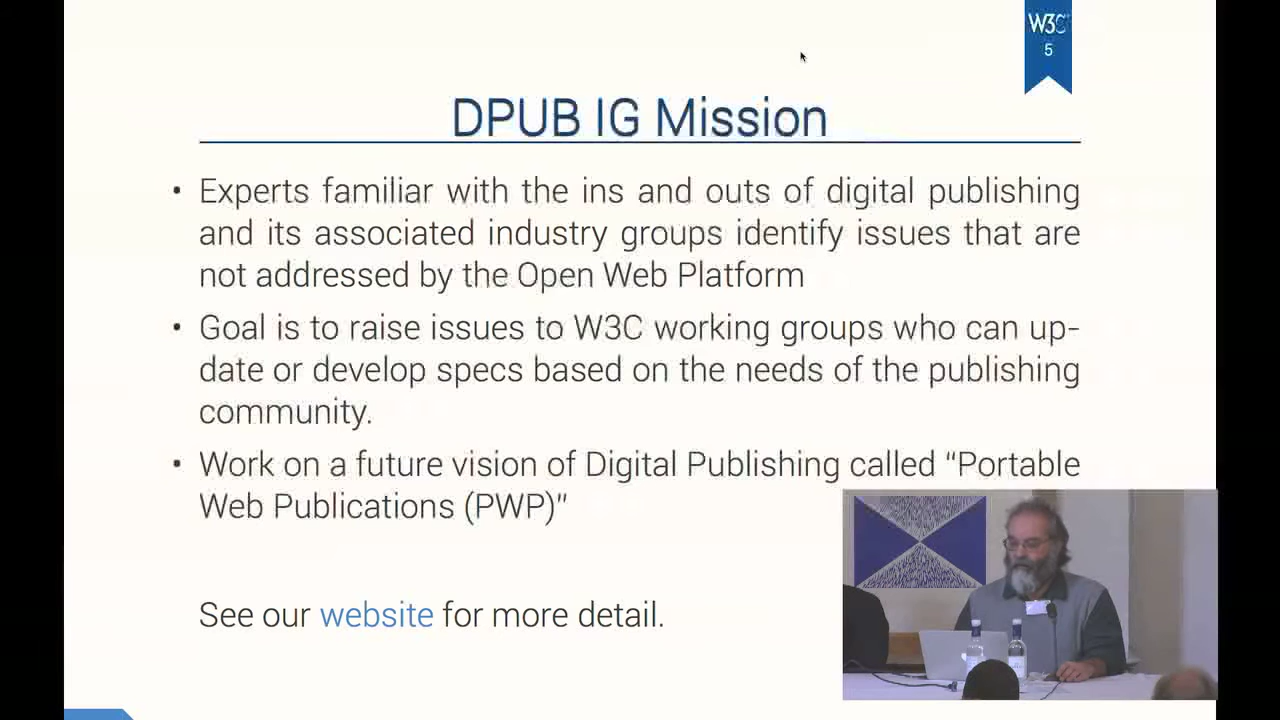 W3C
5
DPUB IG Mission
• Experts familiar with the ins and outs of digital publishing
and its associated industry groups identify issues that are
not addressed by the Open Web Platform
• Goal is to raise issues to W3C working groups who can up-
date or develop specs based on the needs of the publishing
community.
• Work on a future vision of Digital Publishing called “Portable
Web Publications (PWP)”
See our website for more detail.